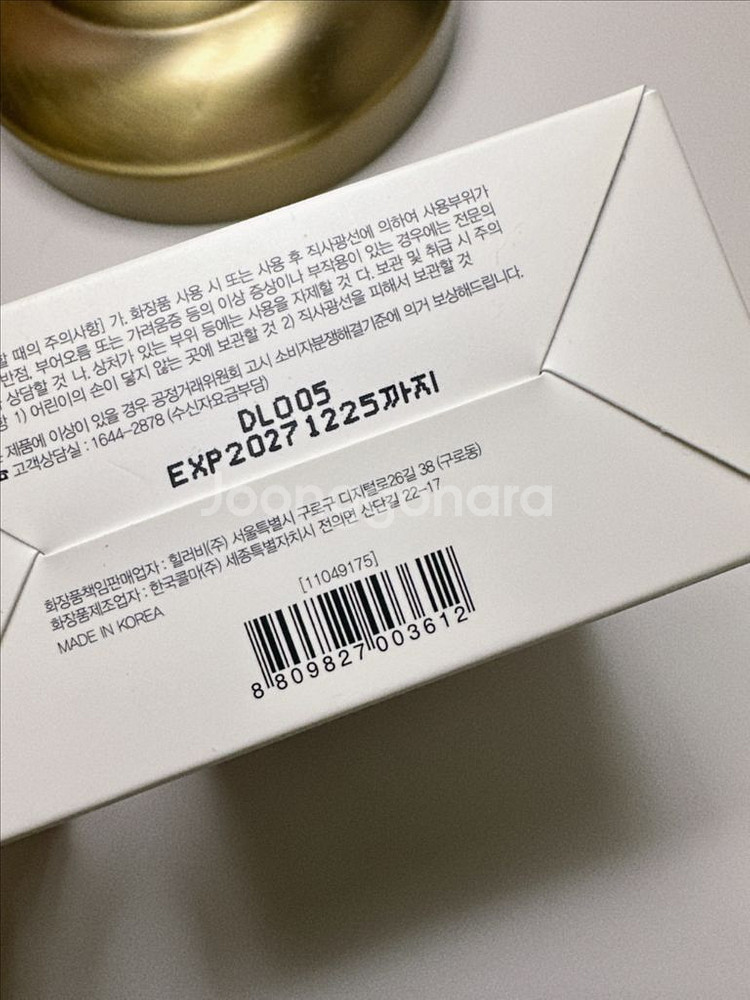 할 때의 주의사항] 가. 화장품 사용 시 또는 사용 후 직사광선에 의하여 사용부위가
반점, 부어오름 또는 가려움증 등의 이상 증상이나 부작용이 있는 경우에는 전문의
상담할 것 나. 상처가 있는 부위 등에는 사용을 자제할 것 다. 보관 및 취급 시 주의
1) 어린이의 손이 닿지 않는 곳에 보관할 것 2) 직사광선을 피해서 보관할 것
제품에 이상이 있을 경우 공정거래위원회 고시 소비자분쟁해결기준에 의거 보상해드립니다.
고객상담실 : 1644-2878 (수신자요금부담)
DL005
EXP20271225까지
Joonggonara
화장품책임판매업자 : 힐러비(주) 서울특별시 구로구 디지털로26길 38 (구로동)
화장품제조업자 : 한국콜마(주) 세종특별자치시 전의면 산단길 22-17
MADE IN KOREA
[11049175]
8 809827 003612